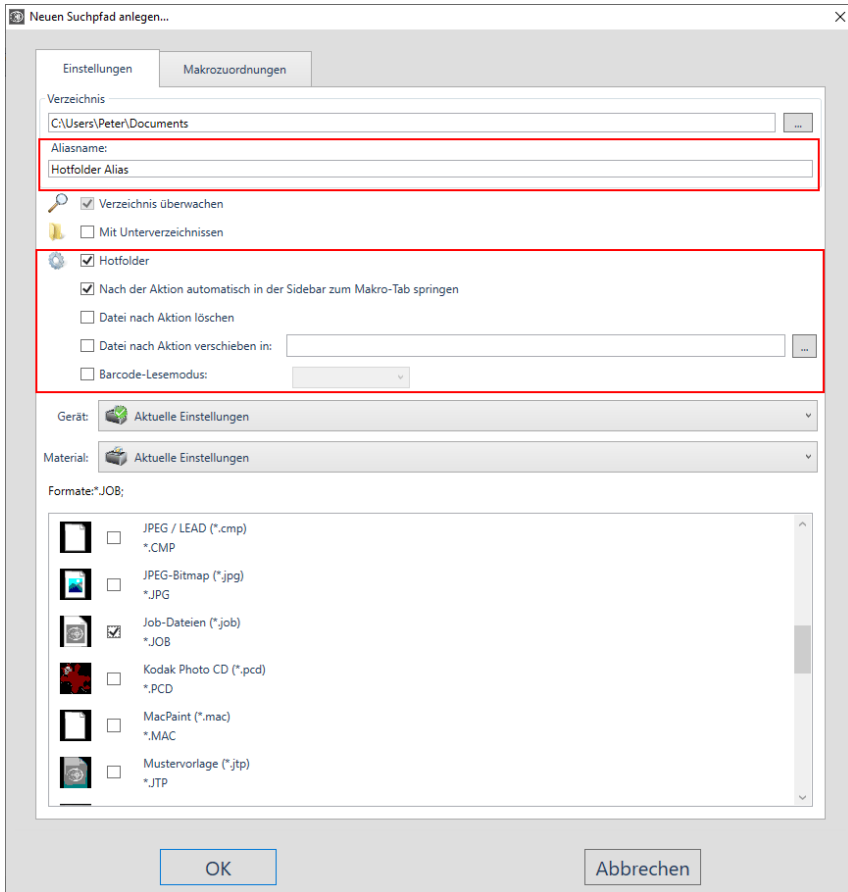 Neuen Suchpfad anlegen...
Einstellungen
Makrozuordnungen
Verzeichnis
C:\Users\Peter\Documents
...
Aliasname:
Hotfolder Alias
Verzeichnis überwachen
Mit Unterverzeichnissen
Hotfolder
Nach der Aktion automatisch in der Sidebar zum Makro-Tab springen
Datei nach Aktion löschen
Datei nach Aktion verschieben in:
...
Barcode-Lesemodus:
Gerät: Aktuelle Einstellungen
Material: Aktuelle Einstellungen
Formate:*.JOB;
JPEG / LEAD (*.cmp)
*.CMP
JPEG-Bitmap (*.jpg)
*.JPG
Job-Dateien (*.job)
*.JOB
Kodak Photo CD (*.pcd)
*.PCD
MacPaint (*.mac)
*.MAC
Mustervorlage (*.jtp)
*.JTP
OK
Abbrechen